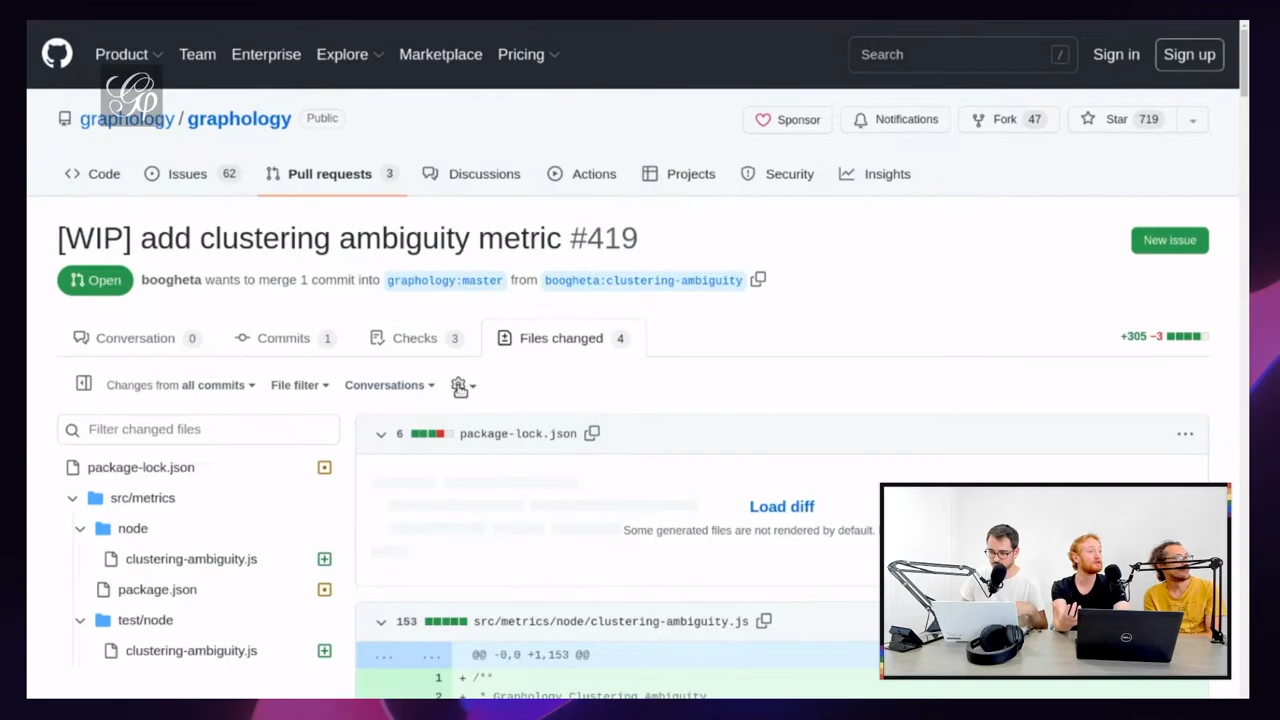 Product Team Enterprise Explore Marketplace Pricing Search / Sign in Sign up
graphology / graphology Public Sponsor Notifications Fork 47 Star 719
Code Issues 62 Pull requests 3 Discussions Actions Projects Security Insights
[WIP] add clustering ambiguity metric #419 New issue
Open boogheta wants to merge 1 commit into graphology:master from boogheta:clustering-ambiguity
Conversation 0 Commits 1 Checks 3 Files changed 4 +305 −3
Changes from all commits File filter Conversations
Filter changed files
6 package-lock.json
package-lock.json
src/metrics
node
clustering-ambiguity.js
package.json
test/node
clustering-ambiguity.js
Load diff
Some generated files are not rendered by default.
153 src/metrics/node/clustering-ambiguity.js
... ... @@ -0,0 +1,153 @@
1 + /**
2 + * Graphology Clustering Ambiguity
DELL